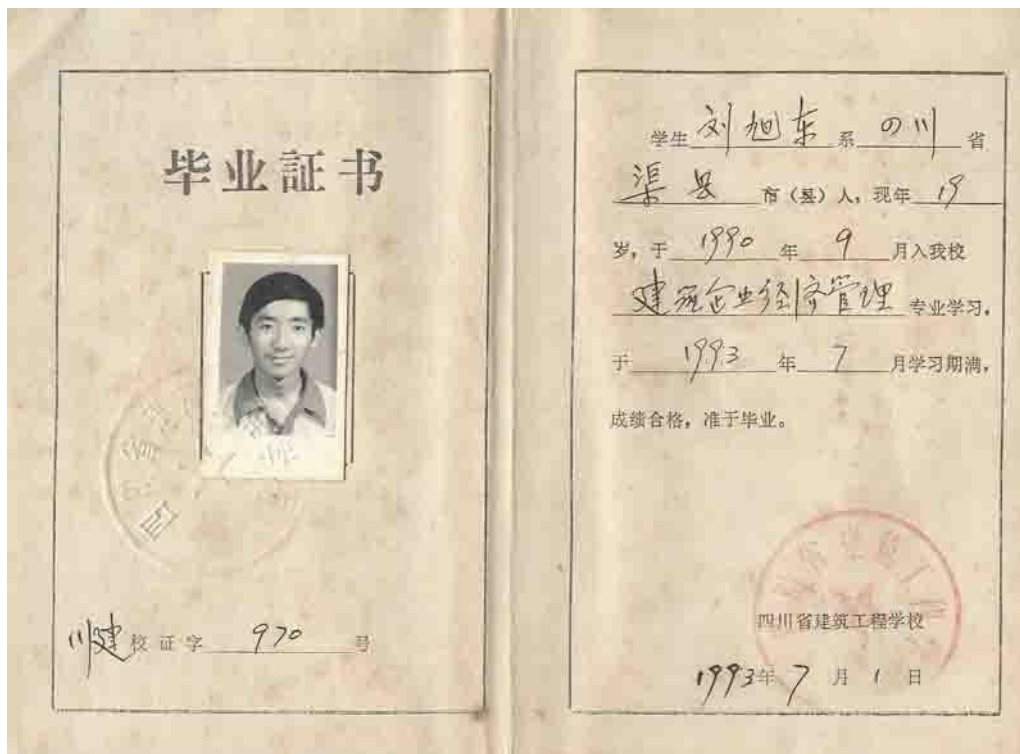 毕业証书
川建校证字 970 号
学生 刘旭东 系 四川 省
渠县 市(县)人,现年 19
岁,于 1990 年 9 月入我校
建筑企业经济管理 专业学习,
于 1993 年 7 月学习期满,
成绩合格,准于毕业。
四川省建筑工程学校
1993年 7 月 1 日